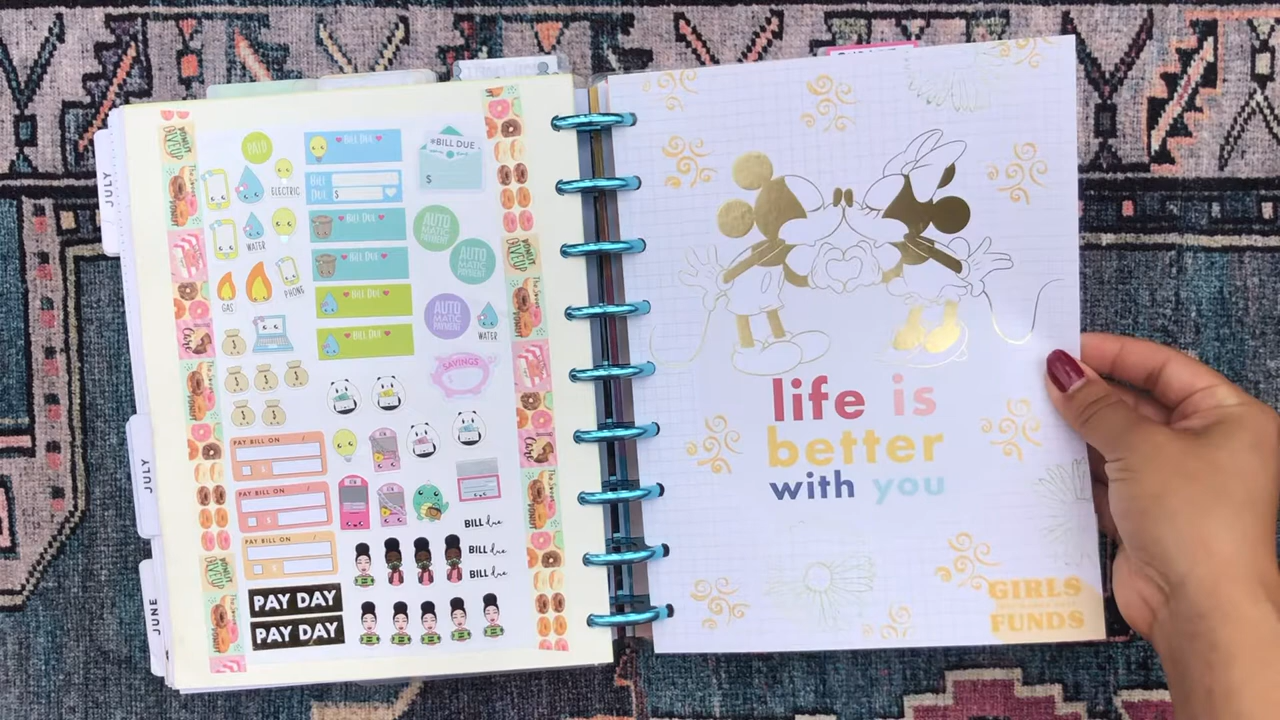 JULY
JULY
JUNE
PAID
ELECTRIC
WATER
GAS
PHONE
BILL DUE
BILL DUE
$
BILL DUE
BILL DUE
BILL DUE
BILL DUE
*BILL DUE
$
AUTO
MATIC
PAYMENT
AUTO
MATIC
PAYMENT
AUTO
MATIC
PAYMENT
WATER
SAVINGS
PAY BILL ON /
$
PAY BILL ON /
$
PAY BILL ON /
$
BILL due
BILL due
BILL due
PAY DAY
PAY DAY
life is
better
with you
GIRLS
FUNDS